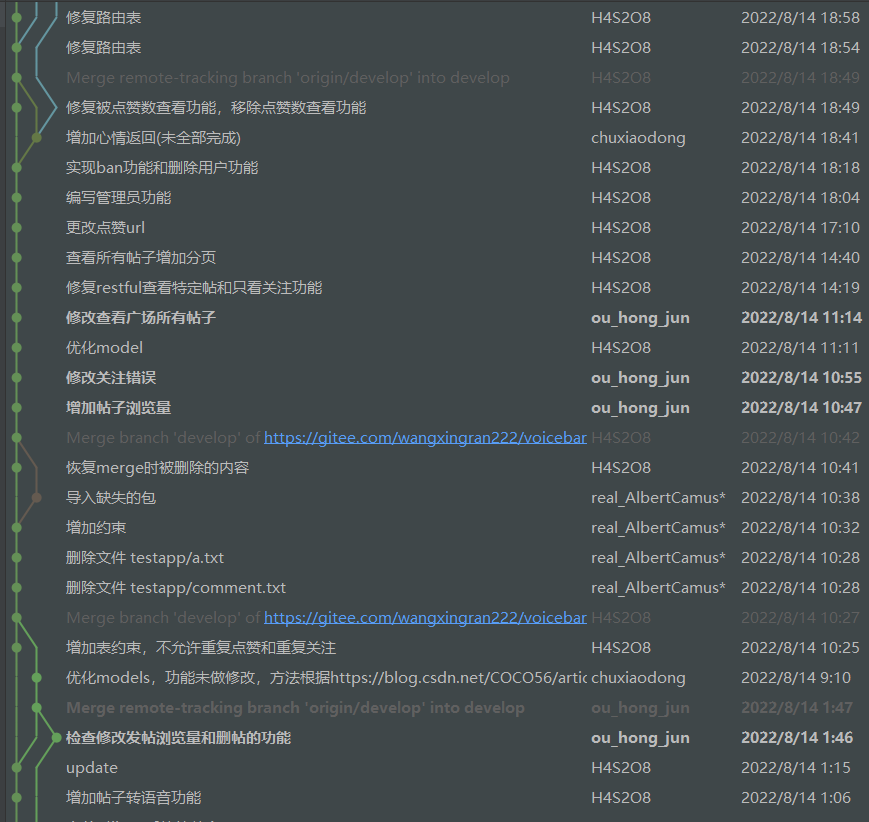 修复路由表 H4S2O8 2022/8/14 18:58
修复路由表 H4S2O8 2022/8/14 18:54
Merge remote-tracking branch 'origin/develop' into develop H4S2O8 2022/8/14 18:49
修复被点赞数查看功能，移除点赞数查看功能 H4S2O8 2022/8/14 18:49
增加心情返回(未全部完成) chuxiaodong 2022/8/14 18:41
实现ban功能和删除用户功能 H4S2O8 2022/8/14 18:18
编写管理员功能 H4S2O8 2022/8/14 18:04
更改点赞url H4S2O8 2022/8/14 17:10
查看所有帖子增加分页 H4S2O8 2022/8/14 14:40
修复restful查看特定帖和只看关注功能 H4S2O8 2022/8/14 14:19
修改查看广场所有帖子 ou_hong_jun 2022/8/14 11:14
优化model H4S2O8 2022/8/14 11:11
修改关注错误 ou_hong_jun 2022/8/14 10:55
增加帖子浏览量 ou_hong_jun 2022/8/14 10:47
Merge branch 'develop' of https://gitee.com/wangxingran222/voicebar H4S2O8 2022/8/14 10:42
恢复merge时被删除的内容 H4S2O8 2022/8/14 10:41
导入缺失的包 real_AlbertCamus* 2022/8/14 10:38
增加约束 real_AlbertCamus* 2022/8/14 10:32
删除文件 testapp/a.txt real_AlbertCamus* 2022/8/14 10:28
删除文件 testapp/comment.txt real_AlbertCamus* 2022/8/14 10:28
Merge branch 'develop' of https://gitee.com/wangxingran222/voicebar H4S2O8 2022/8/14 10:27
增加表约束，不允许重复点赞和重复关注 H4S2O8 2022/8/14 10:25
优化models，功能未做修改，方法根据https://blog.csdn.net/COCO56/artic chuxiaodong 2022/8/14 9:10
Merge remote-tracking branch 'origin/develop' into develop ou_hong_jun 2022/8/14 1:47
检查修改发帖浏览量和删帖的功能 ou_hong_jun 2022/8/14 1:46
update H4S2O8 2022/8/14 1:15
增加帖子转语音功能 H4S2O8 2022/8/14 1:06